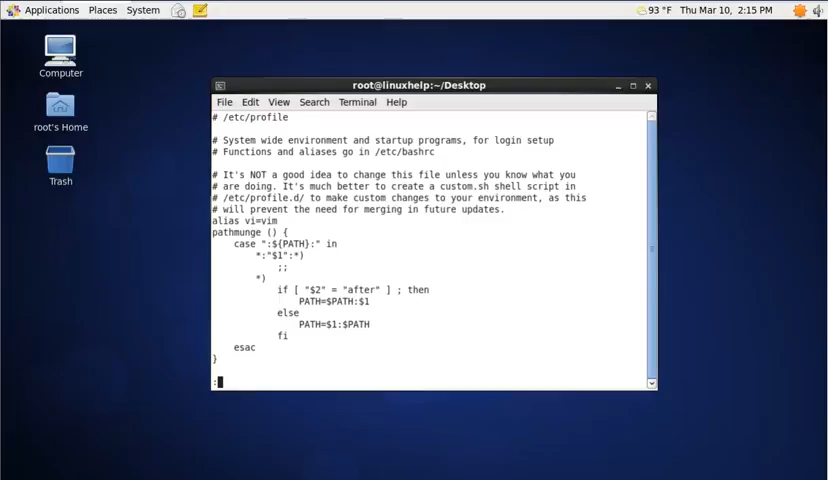 Applications Places System
93 °F Thu Mar 10, 2:15 PM
Computer
root's Home
Trash
root@linuxhelp:~/Desktop
File Edit View Search Terminal Help
# /etc/profile
# System wide environment and startup programs, for login setup
# Functions and aliases go in /etc/bashrc
# It's NOT a good idea to change this file unless you know what you
# are doing. It's much better to create a custom.sh shell script in
# /etc/profile.d/ to make custom changes to your environment, as this
# will prevent the need for merging in future updates.
alias vi=vim
pathmunge () {
    case ":${PATH}:" in
        *:"$1":*)
            ;;
        *)
            if [ "$2" = "after" ] ; then
                PATH=$PATH:$1
            else
                PATH=$1:$PATH
            fi
    esac
}
: